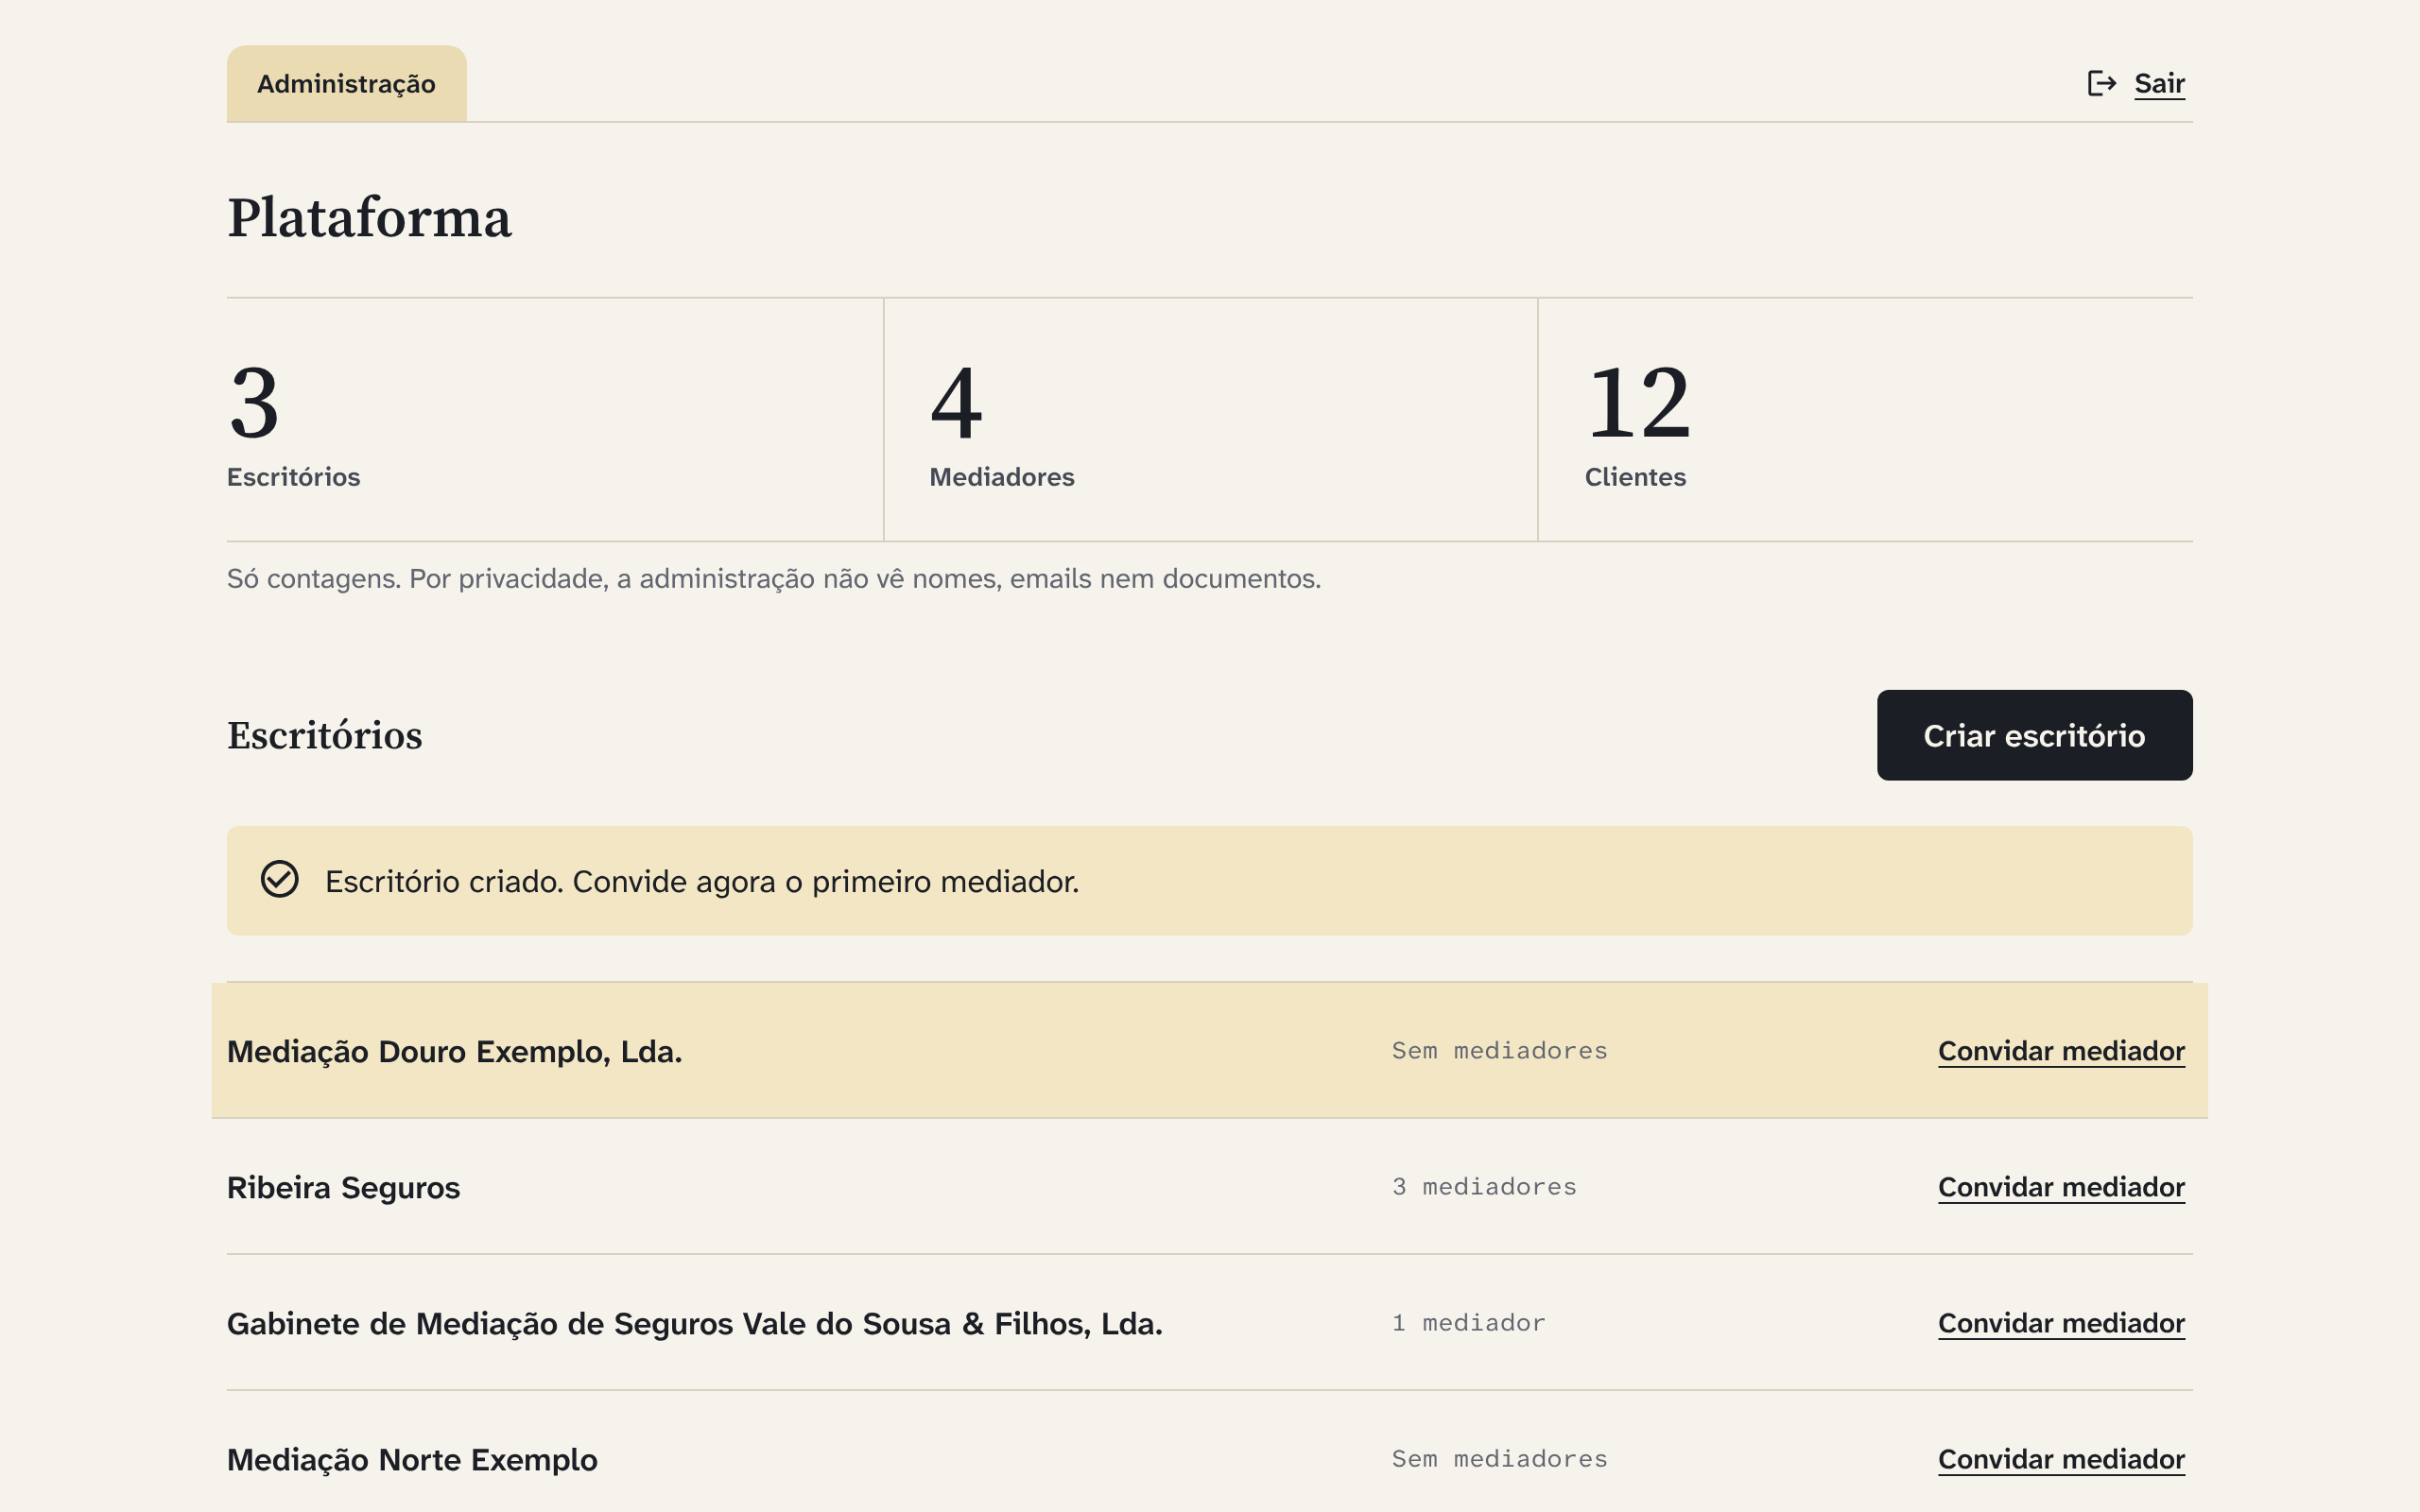 Administração
Sair
Plataforma
3
Escritórios
4
Mediadores
12
Clientes
Só contagens. Por privacidade, a administração não vê nomes, emails nem documentos.
Escritórios
Criar escritório
Escritório criado. Convide agora o primeiro mediador.
Mediação Douro Exemplo, Lda. Sem mediadores Convidar mediador
Ribeira Seguros 3 mediadores Convidar mediador
Gabinete de Mediação de Seguros Vale do Sousa & Filhos, Lda. 1 mediador Convidar mediador
Mediação Norte Exemplo Sem mediadores Convidar mediador